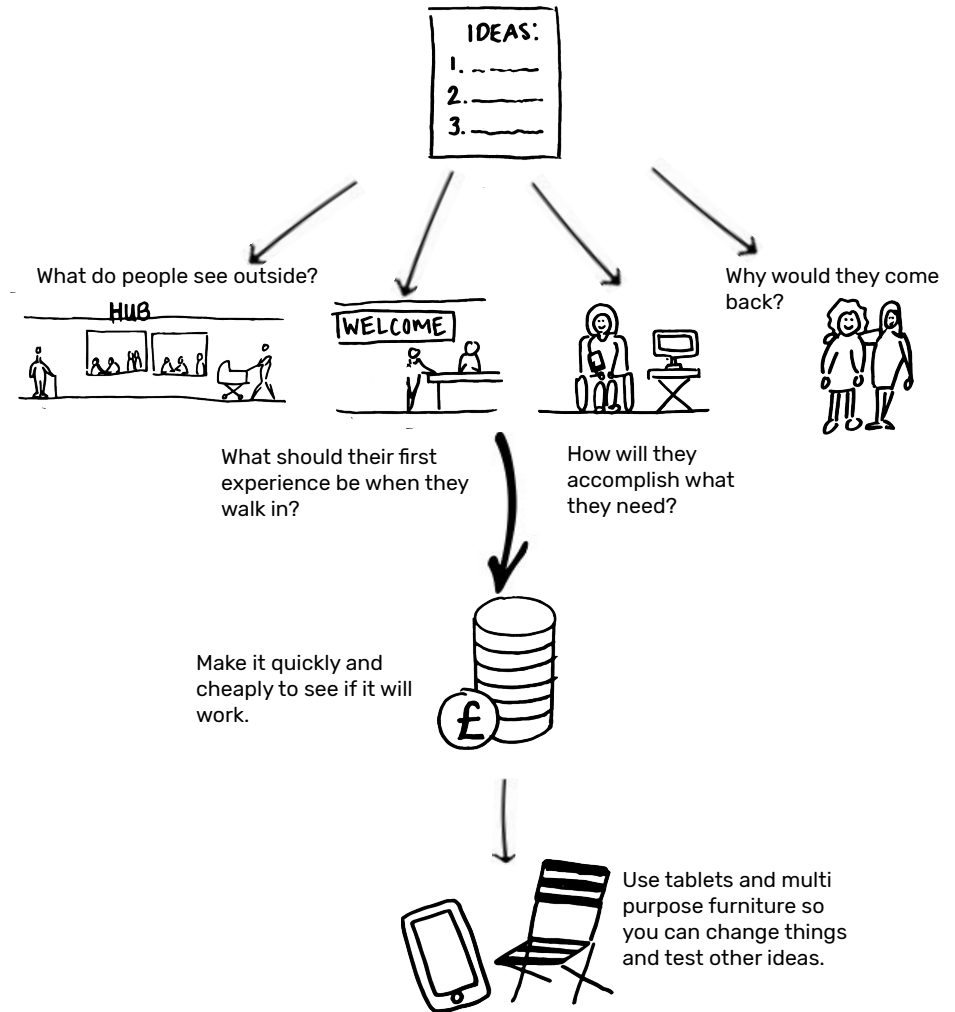 IDEAS:
1.
2.
3.
What do people see outside?
HUB
WELCOME
Why would they come
back?
What should their first
experience be when they
walk in?
How will they
accomplish what
they need?
Make it quickly and
cheaply to see if it will
work.
£
Use tablets and multi
purpose furniture so
you can change things
and test other ideas.